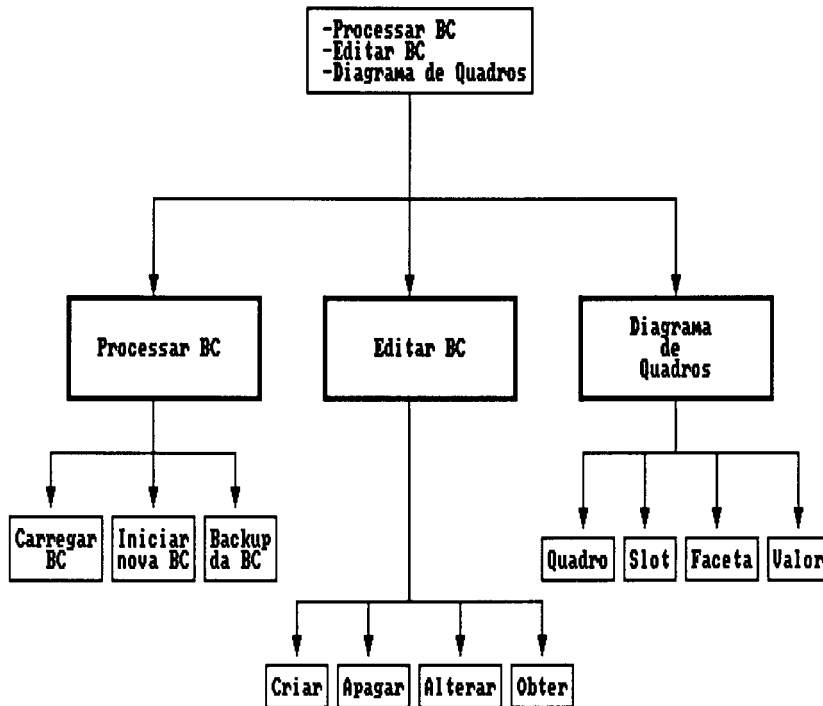 -Processar BC
-Editar BC
-Diagrama de Quadros
Processar BC
Editar BC
Diagrama
de
Quadros
Carregar
BC
Iniciar
nova BC
Backup
da BC
Quadro
Slot
Faceta
Valor
Criar
Apagar
Alterar
Obter